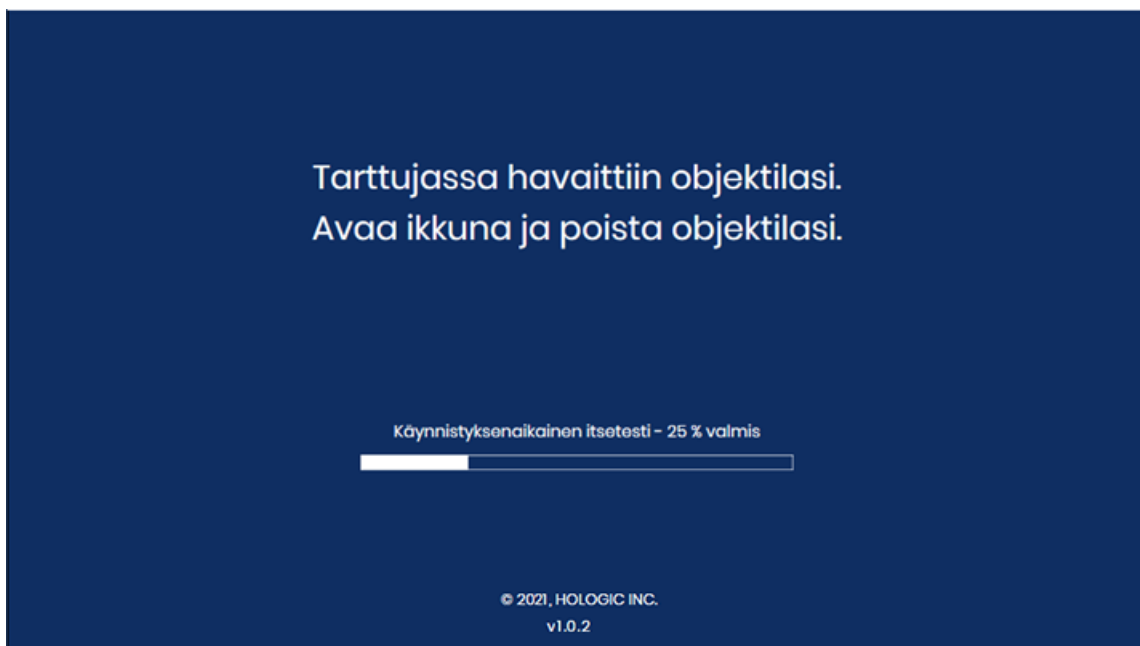 Tarttujassa havaittiin objektilasi.
Avaa ikkuna ja poista objektilasi.
Käynnistyksenaikainen itsetesti - 25 % valmis
© 2021, HOLOGIC INC.
v1.0.2